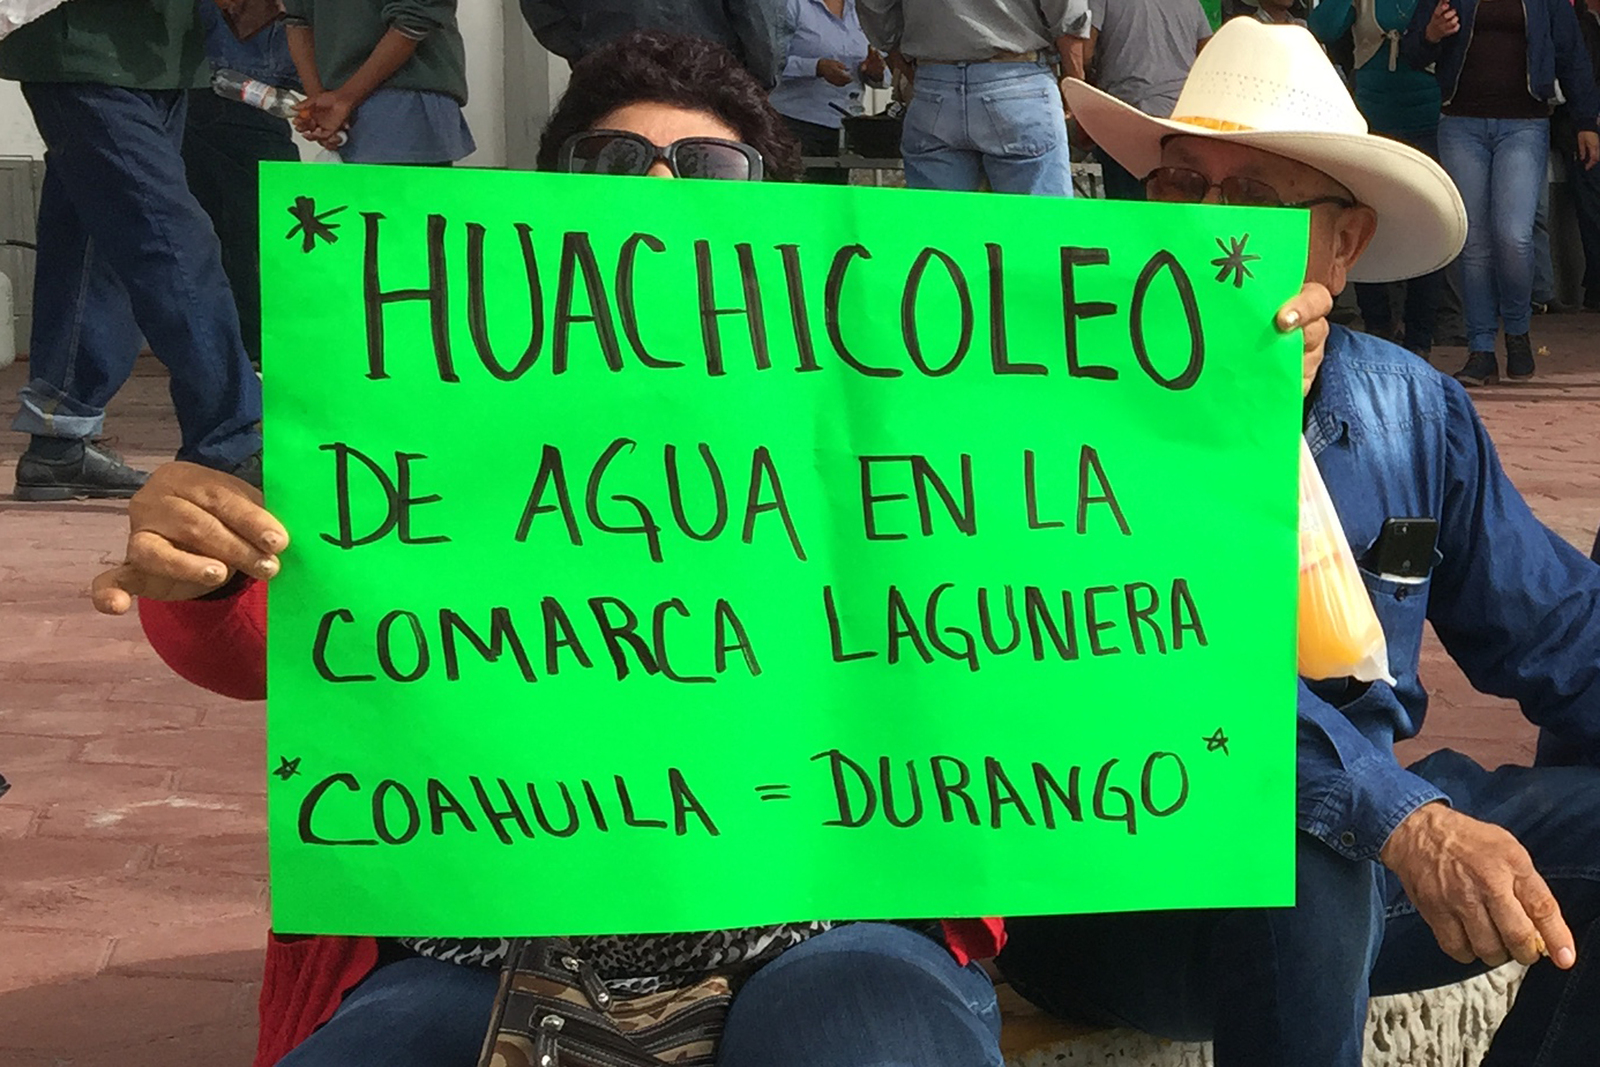 *HUACHICOLEO*
DE AGUA EN LA
COMARCA LAGUNERA
*COAHUILA = DURANGO*